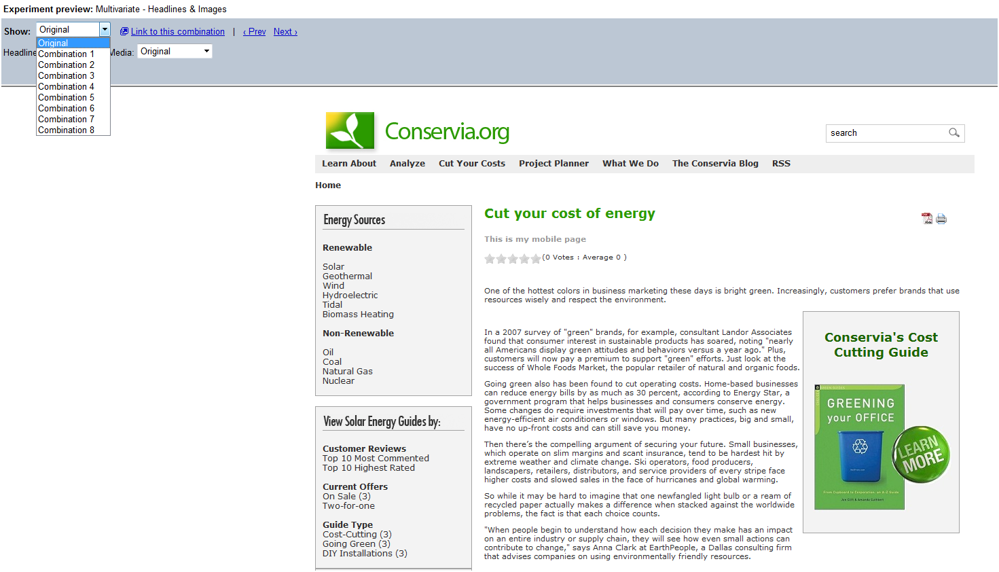 Experiment preview: Multivariate - Headlines & Images
Show: Original Link to this combination | ‹ Prev Next ›
Original
Combination 1
Combination 2
Combination 3
Combination 4
Combination 5
Combination 6
Combination 7
Combination 8
Media: Original
Conservia.org
search
Learn About Analyze Cut Your Costs Project Planner What We Do The Conservia Blog RSS
Home
Energy Sources
Renewable
Solar
Geothermal
Wind
Hydroelectric
Tidal
Biomass Heating
Non-Renewable
Oil
Coal
Natural Gas
Nuclear
View Solar Energy Guides by:
Customer Reviews
Top 10 Most Commented
Top 10 Highest Rated
Current Offers
On Sale (3)
Two-for-one
Guide Type
Cost-Cutting (3)
Going Green (3)
DIY Installations (3)
Cut your cost of energy
This is my mobile page
(0 Votes : Average 0 )
One of the hottest colors in business marketing these days is bright green. Increasingly, customers prefer brands that use
resources wisely and respect the environment.
In a 2007 survey of "green" brands, for example, consultant Landor Associates
found that consumer interest in sustainable products has soared, noting "nearly
all Americans display green attitudes and behaviors versus a year ago." Plus,
customers will now pay a premium to support "green" efforts. Just look at the
success of Whole Foods Market, the popular retailer of natural and organic foods.
Going green also has been found to cut operating costs. Home-based businesses
can reduce energy bills by as much as 30 percent, according to Energy Star, a
government program that helps businesses and consumers conserve energy.
Some changes do require investments that will pay over time, such as new
energy-efficient air conditioners or windows. But many practices, big and small,
have no up-front costs and can still save you money.
Then there's the compelling argument of securing your future. Small businesses,
which operate on slim margins and scant insurance, tend to be hardest hit by
extreme weather and climate change. Ski operators, food producers,
landscapers, retailers, distributors, and service providers of every stripe face
higher costs and slowed sales in the face of hurricanes and global warming.
So while it may be hard to imagine that one newfangled light bulb or a ream of
recycled paper actually makes a difference when stacked against the worldwide
problems, the fact is that each choice counts.
"When people begin to understand how each decision they make has an impact
on an entire industry or supply chain, they will see how even small actions can
contribute to change," says Anna Clark at EarthPeople, a Dallas consulting firm
that advises companies on using environmentally friendly resources.
Conservia's Cost
Cutting Guide
GREENING
your OFFICE
LEARN
MORE
From Cupboard to Corporation: an A-Z Guide
Jon Clift & Amanda Cuthbert